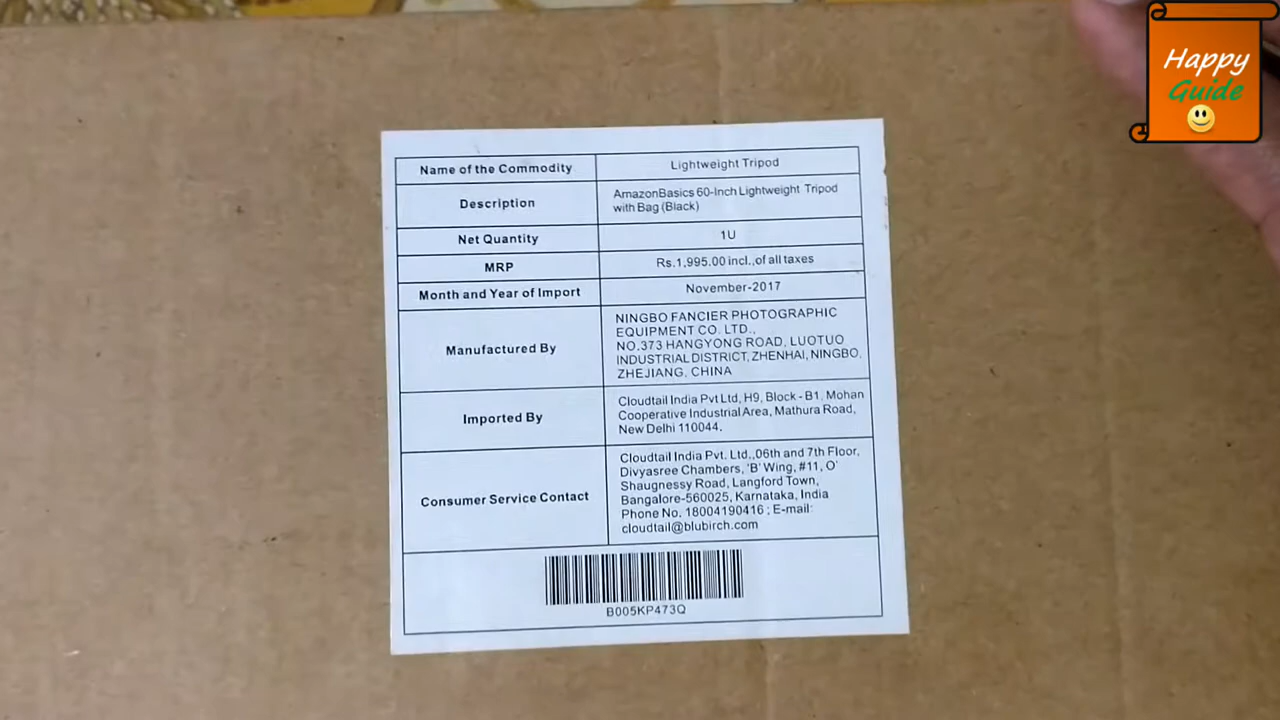 Happy
Guide
Name of the Commodity
Lightweight Tripod
Description
AmazonBasics 60-Inch Lightweight Tripod
with Bag (Black)
Net Quantity
1U
MRP
Rs.1,995.00 incl.,of all taxes
Month and Year of Import
November-2017
Manufactured By
NINGBO FANCIER PHOTOGRAPHIC
EQUIPMENT CO. LTD.,
NO.373 HANGYONG ROAD, LUOTUO
INDUSTRIAL DISTRICT, ZHENHAI, NINGBO,
ZHEJIANG, CHINA
Imported By
Cloudtail India Pvt Ltd, H9, Block - B1, Mohan
Cooperative Industrial Area, Mathura Road,
New Delhi 110044.
Consumer Service Contact
Cloudtail India Pvt. Ltd.,06th and 7th Floor,
Divyasree Chambers, 'B' Wing, #11, O'
Shaugnessy Road, Langford Town,
Bangalore-560025, Karnataka, India
Phone No. 18004190416 ; E-mail:
cloudtail@blubirch.com
B005KP473Q